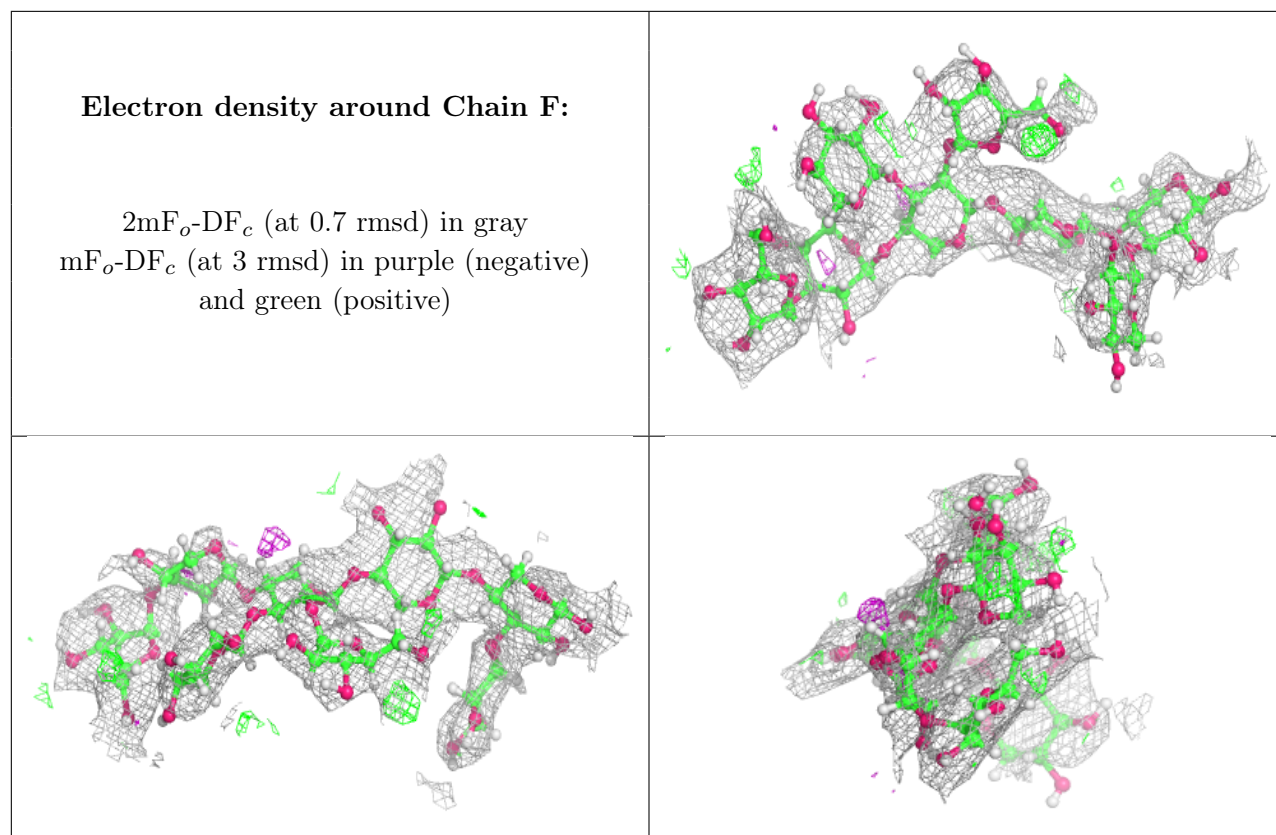 Electron density around Chain F:
2mFo-DFc (at 0.7 rmsd) in gray
mFo-DFc (at 3 rmsd) in purple (negative)
and green (positive)